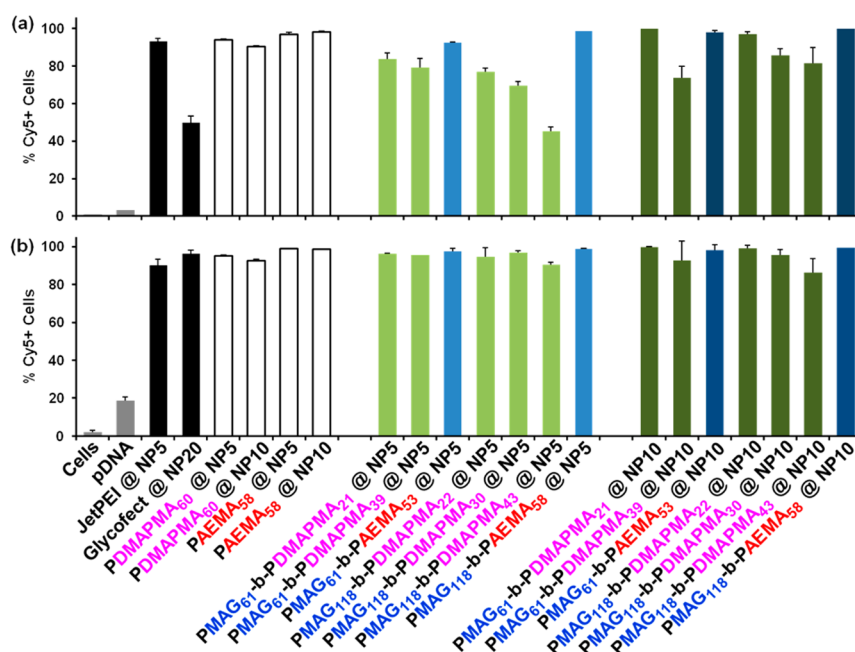 (a)
% Cy5+ Cells
100
80
60
40
20
0
(b)
% Cy5+ Cells
100
80
60
40
20
0
Cells
pDNA
JetPEI @ NP5
Glycofect @ NP20
PDMAPMA₆₀ @ NP5
PDMAPMA₆₀ @ NP10
PAEMA₅₈ @ NP5
PAEMA₅₈ @ NP10
PMAG₆₁-b-PDMAPMA₂₁ @ NP5
PMAG₆₁-b-PDMAPMA₃₉ @ NP5
PMAG₆₁-b-PAEMA₅₃ @ NP5
PMAG₁₁₈-b-PDMAPMA₂₂ @ NP5
PMAG₁₁₈-b-PDMAPMA₃₀ @ NP5
PMAG₁₁₈-b-PDMAPMA₄₃ @ NP5
PMAG₁₁₈-b-PAEMA₅₈ @ NP5
PMAG₆₁-b-PDMAPMA₂₁ @ NP10
PMAG₆₁-b-PDMAPMA₃₉ @ NP10
PMAG₆₁-b-PAEMA₅₃ @ NP10
PMAG₁₁₈-b-PDMAPMA₂₂ @ NP10
PMAG₁₁₈-b-PDMAPMA₃₀ @ NP10
PMAG₁₁₈-b-PDMAPMA₄₃ @ NP10
PMAG₁₁₈-b-PAEMA₅₈ @ NP10